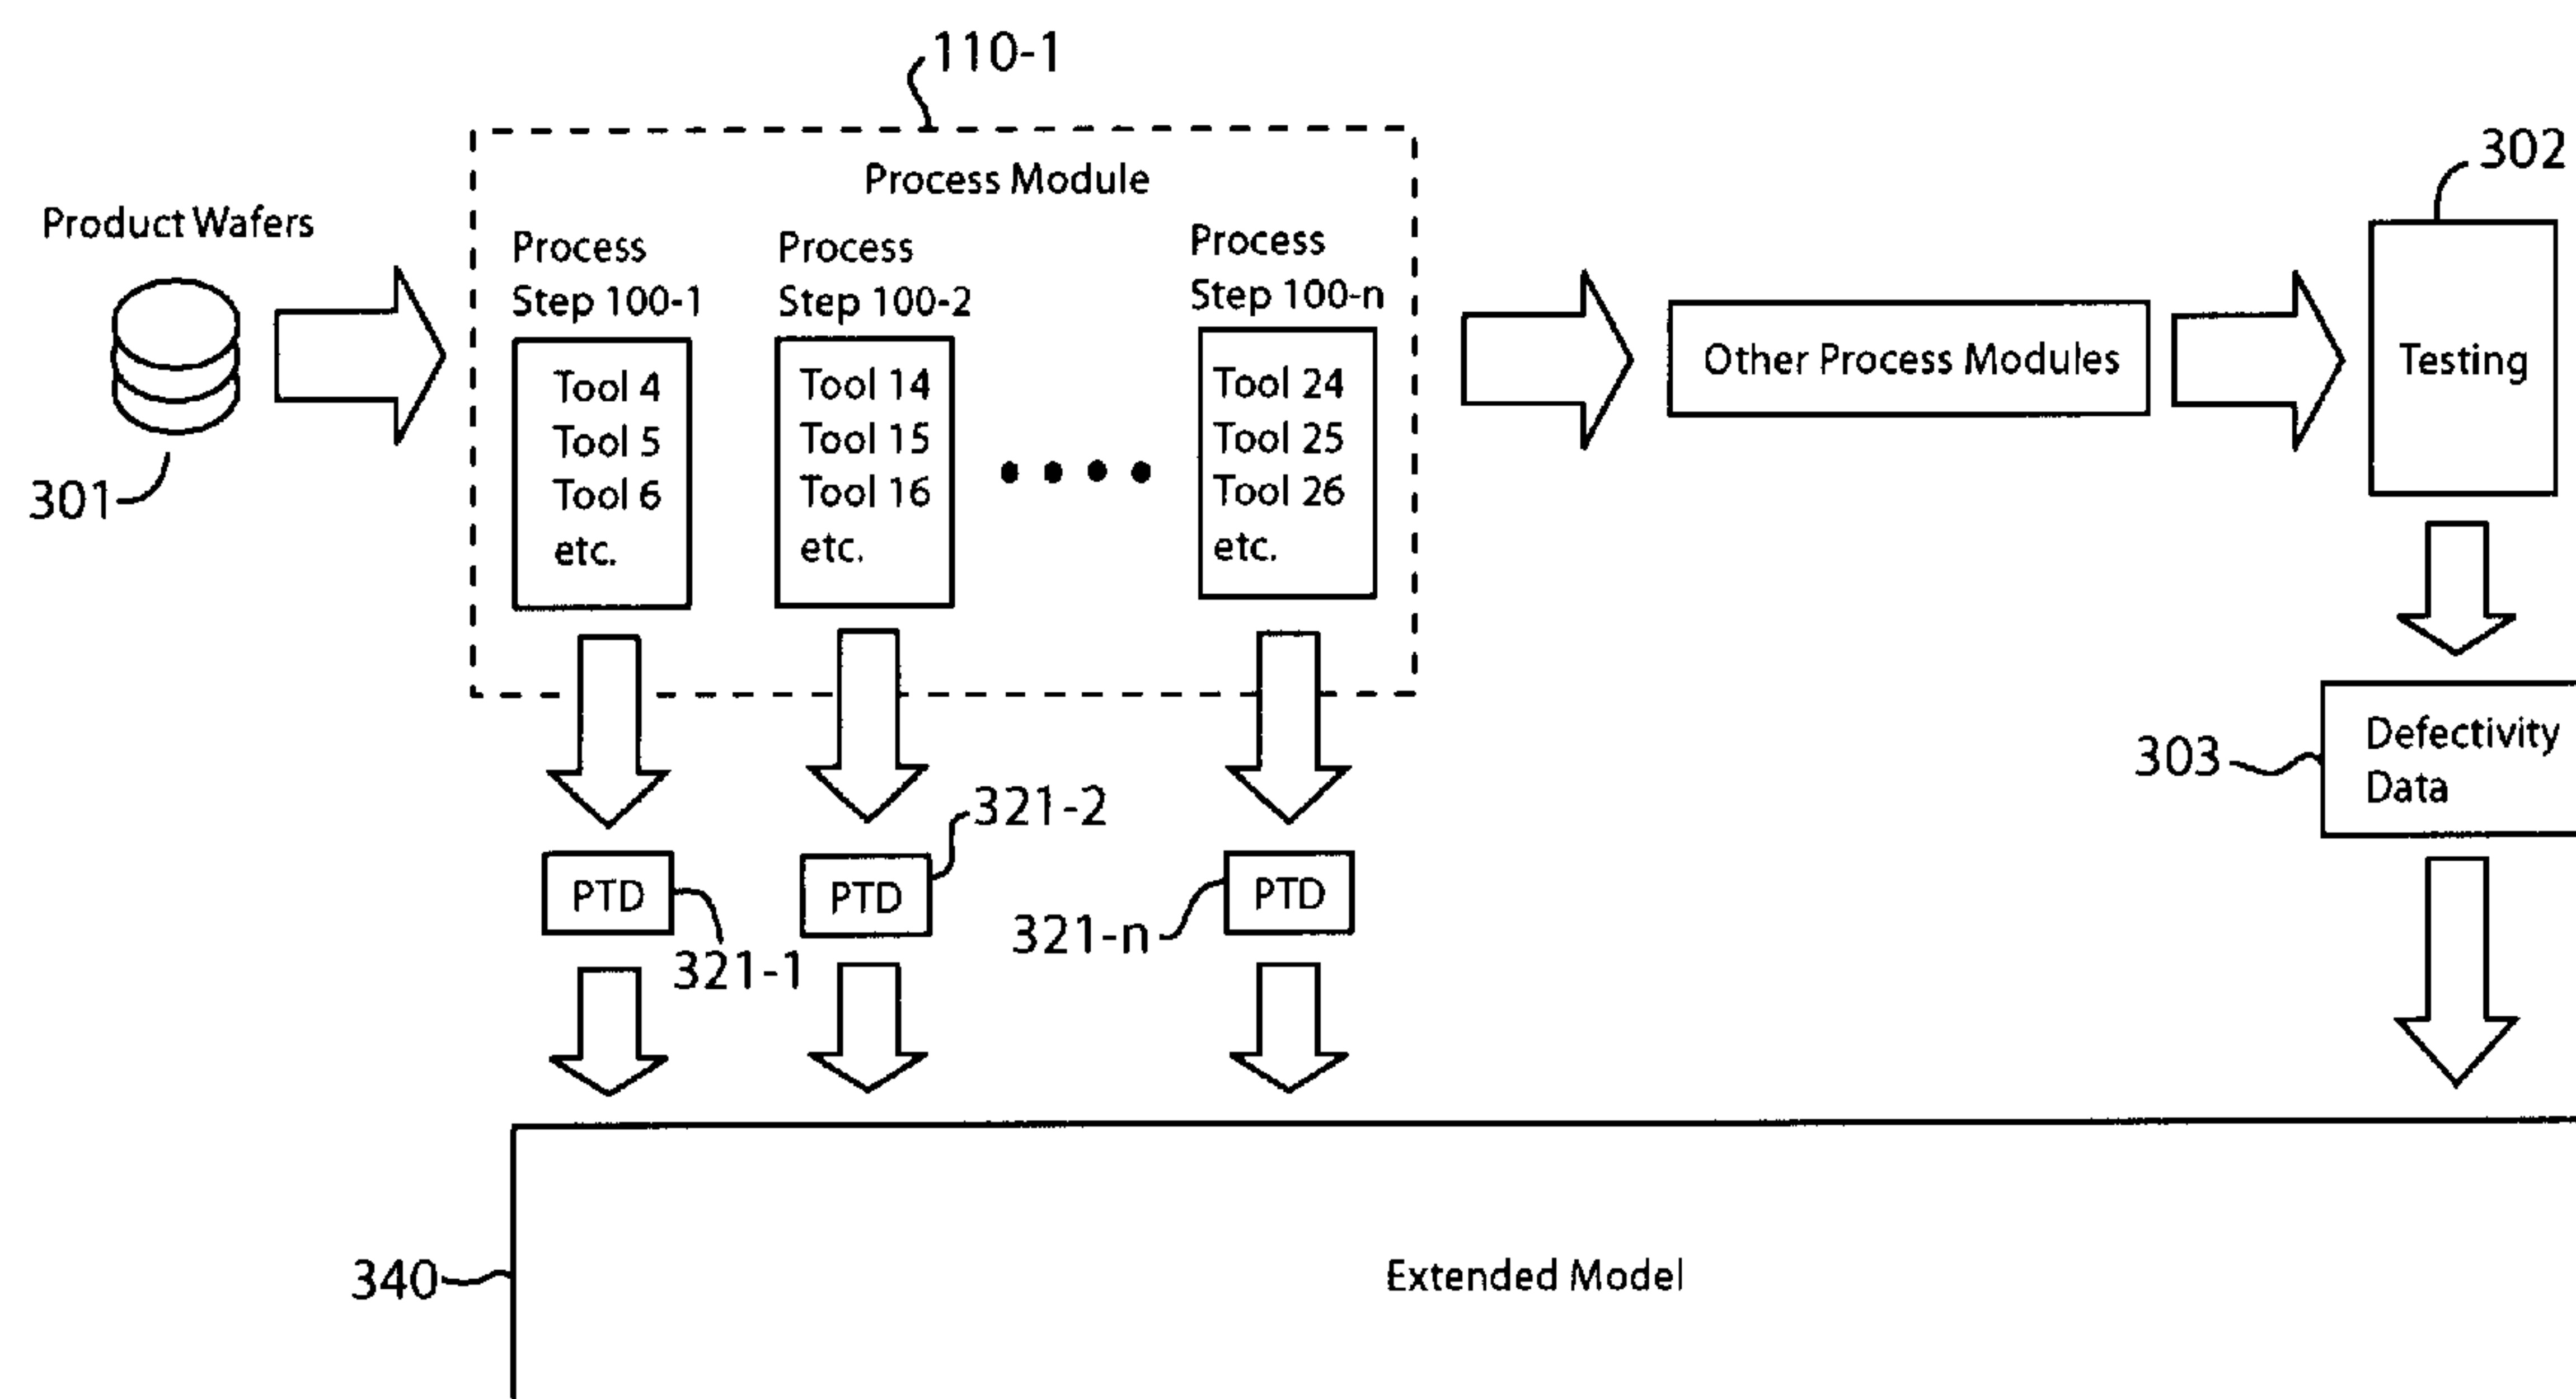 110-1
302
Process Module
Product Wafers
Process
Step 100-1
Process
Step 100-2
Process
Step 100-n
Tool 4
Tool 5
Tool 6
etc.
Tool 14
Tool 15
Tool 16
etc.
Tool 24
Tool 25
Tool 26
etc.
Other Process Modules
Testing
301
303
Defectivity
Data
321-2
PTD
PTD
PTD
321-1
321-n
340
Extended Model